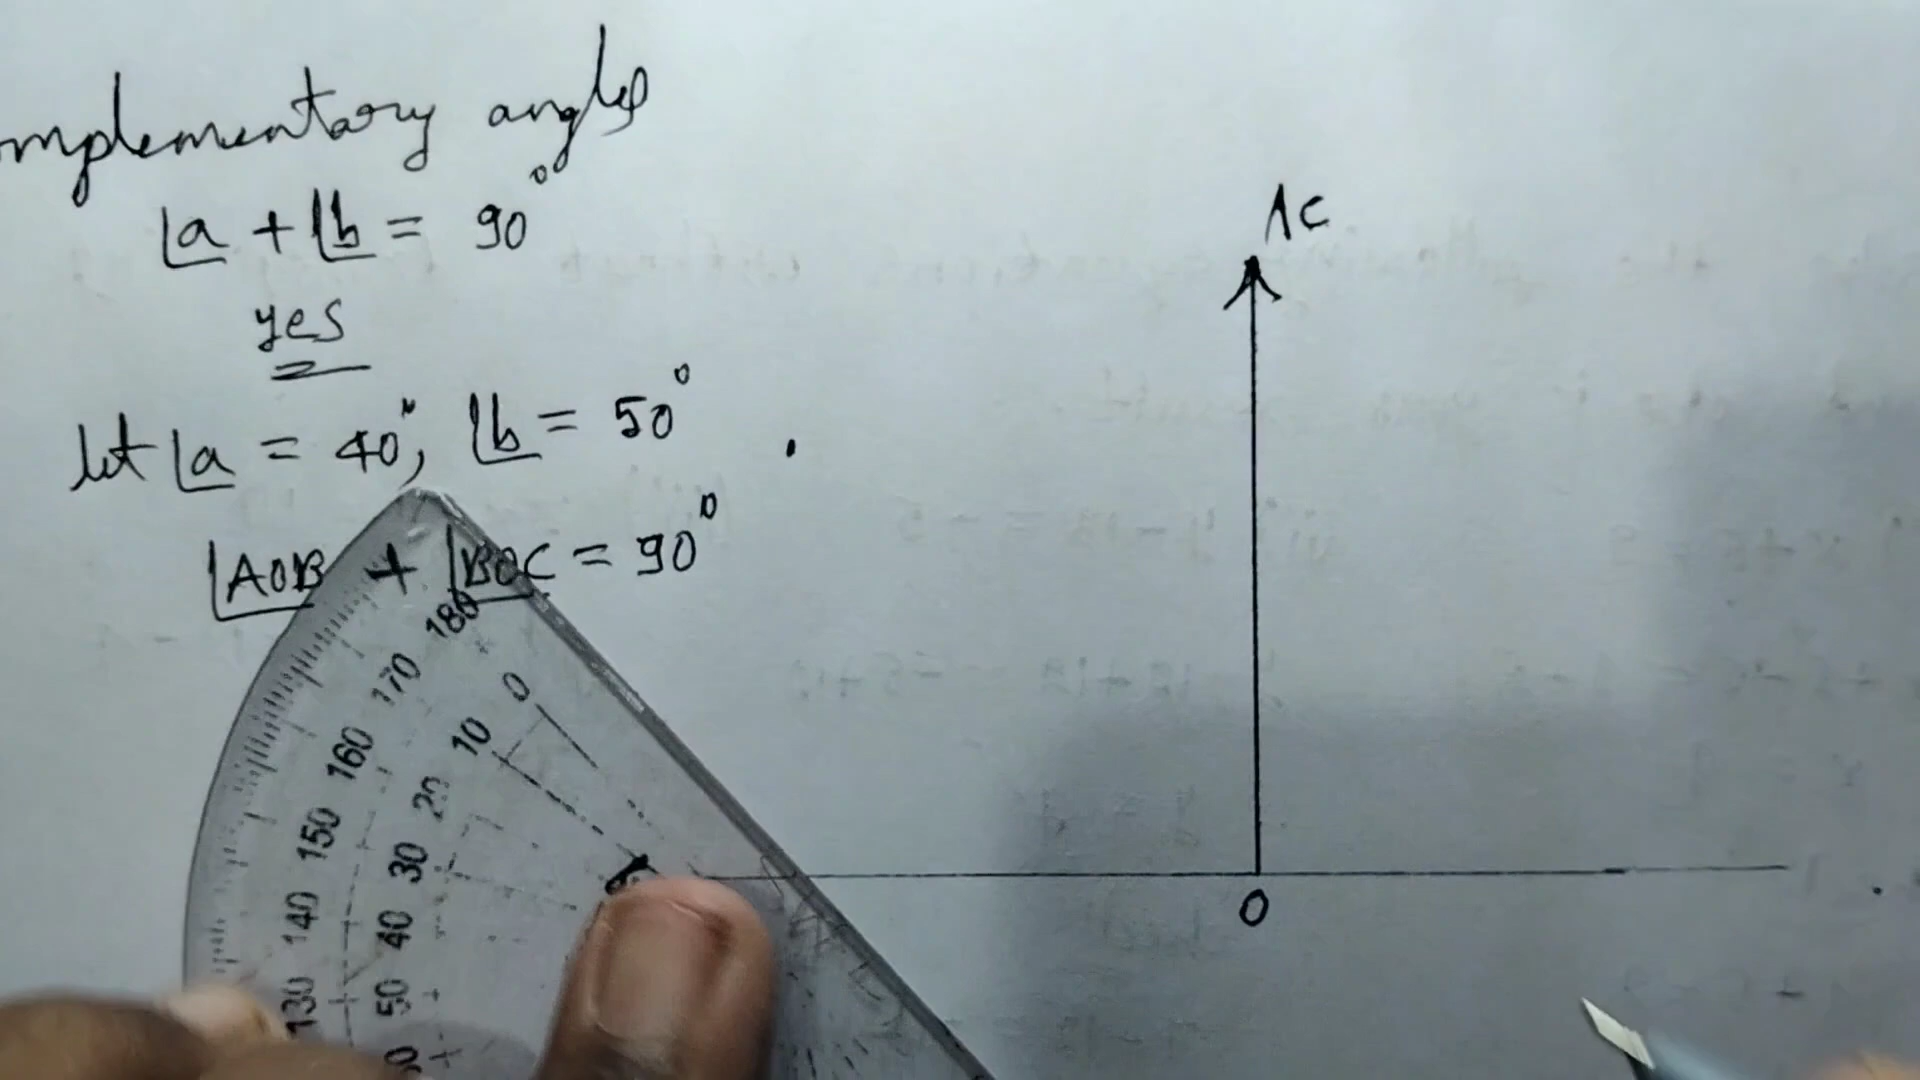 omplementary angles
∠a + ∠b = 90°
yes
let ∠a = 40°, ∠b = 50°
∠AOB + ∠BOC = 90°
C
O
180
170
160
150
140
130
0
10
20
30
40
50